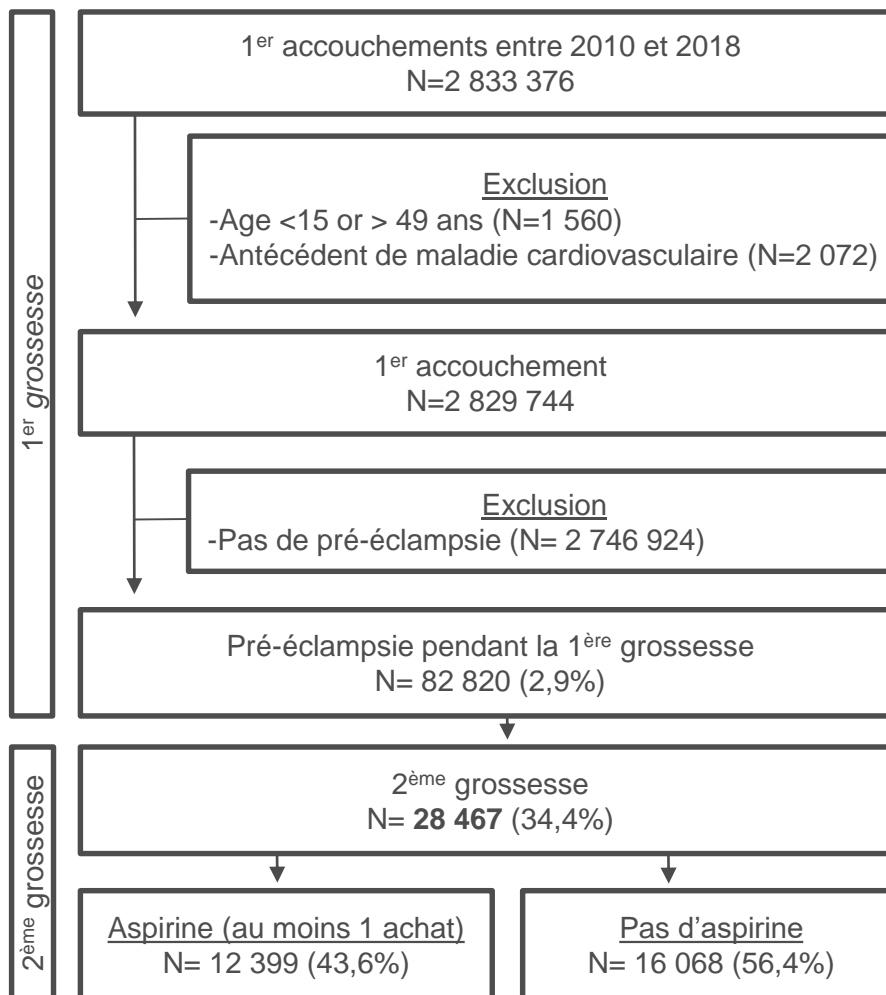 1er grossesse
1er accouchements entre 2010 et 2018
N=2 833 376
Exclusion
-Age <15 or > 49 ans (N=1 560)
-Antécédent de maladie cardiovasculaire (N=2 072)
1er accouchement
N=2 829 744
Exclusion
-Pas de pré-éclampsie (N= 2 746 924)
Pré-éclampsie pendant la 1ère grossesse
N= 82 820 (2,9%)
2ème grossesse
2ème grossesse
N= 28 467 (34,4%)
Aspirine (au moins 1 achat)
N= 12 399 (43,6%)
Pas d’aspirine
N= 16 068 (56,4%)